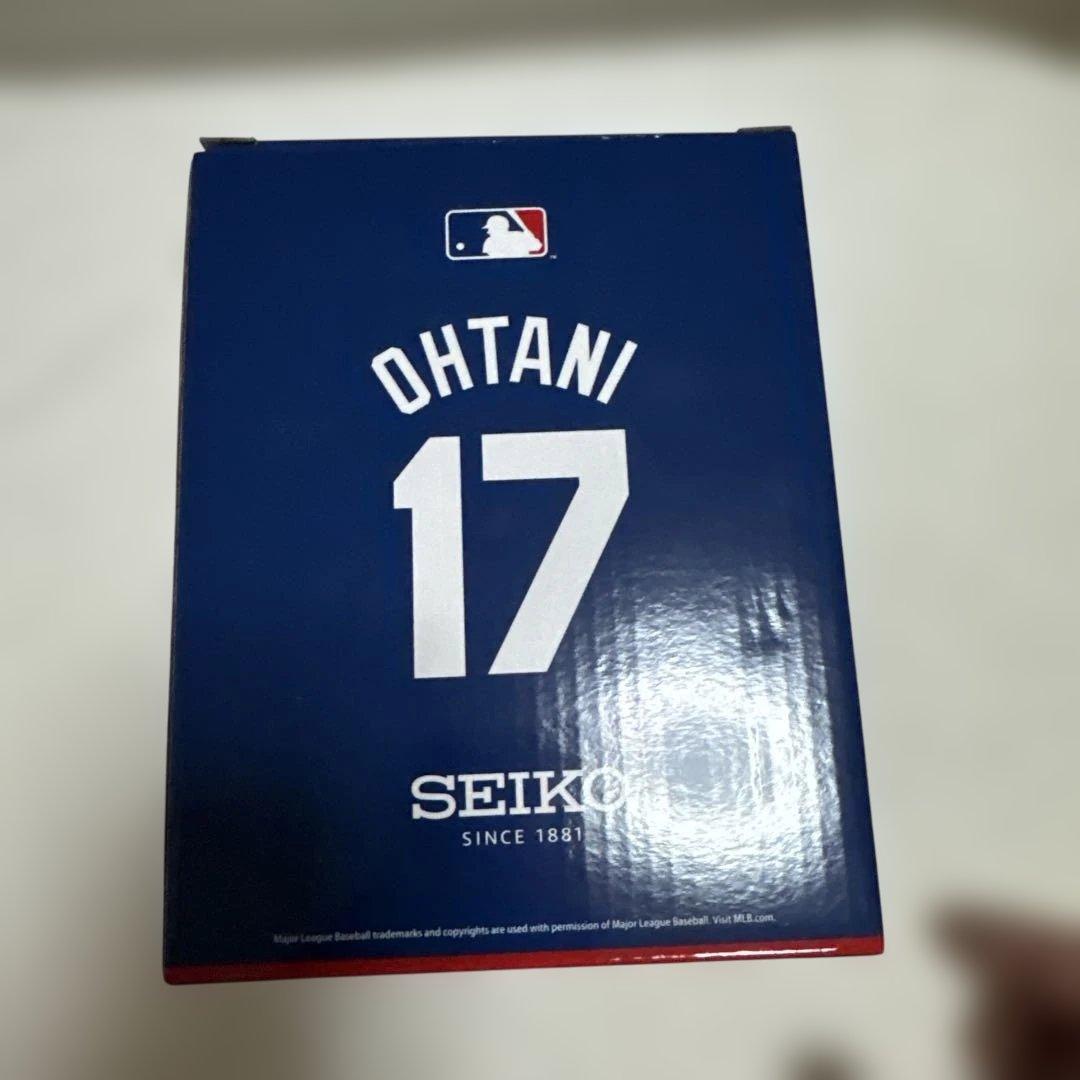 OHTANI
17
SEIKO
SINCE 1881
Major League Baseball trademarks and copyrights are used with permission of Major League Baseball. Visit MLB.com.